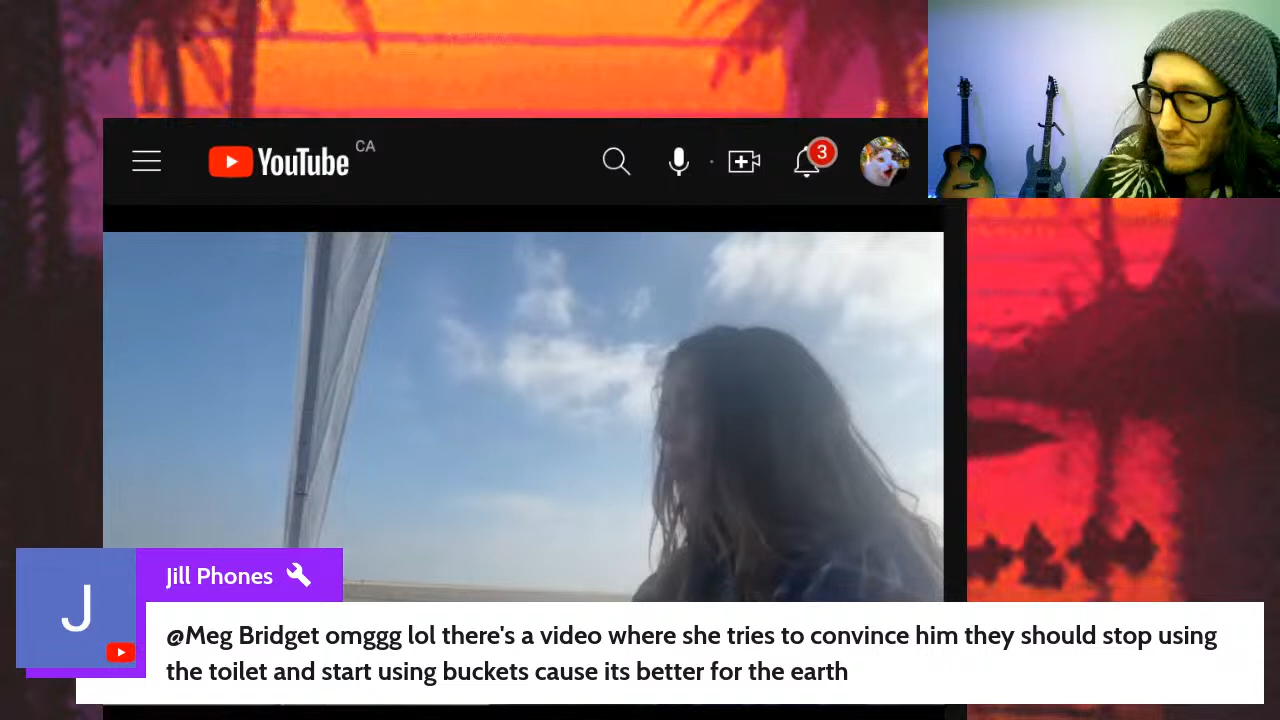 YouTube CA
3
J
Jill Phones
@Meg Bridget omggg lol there's a video where she tries to convince him they should stop using
the toilet and start using buckets cause its better for the earth